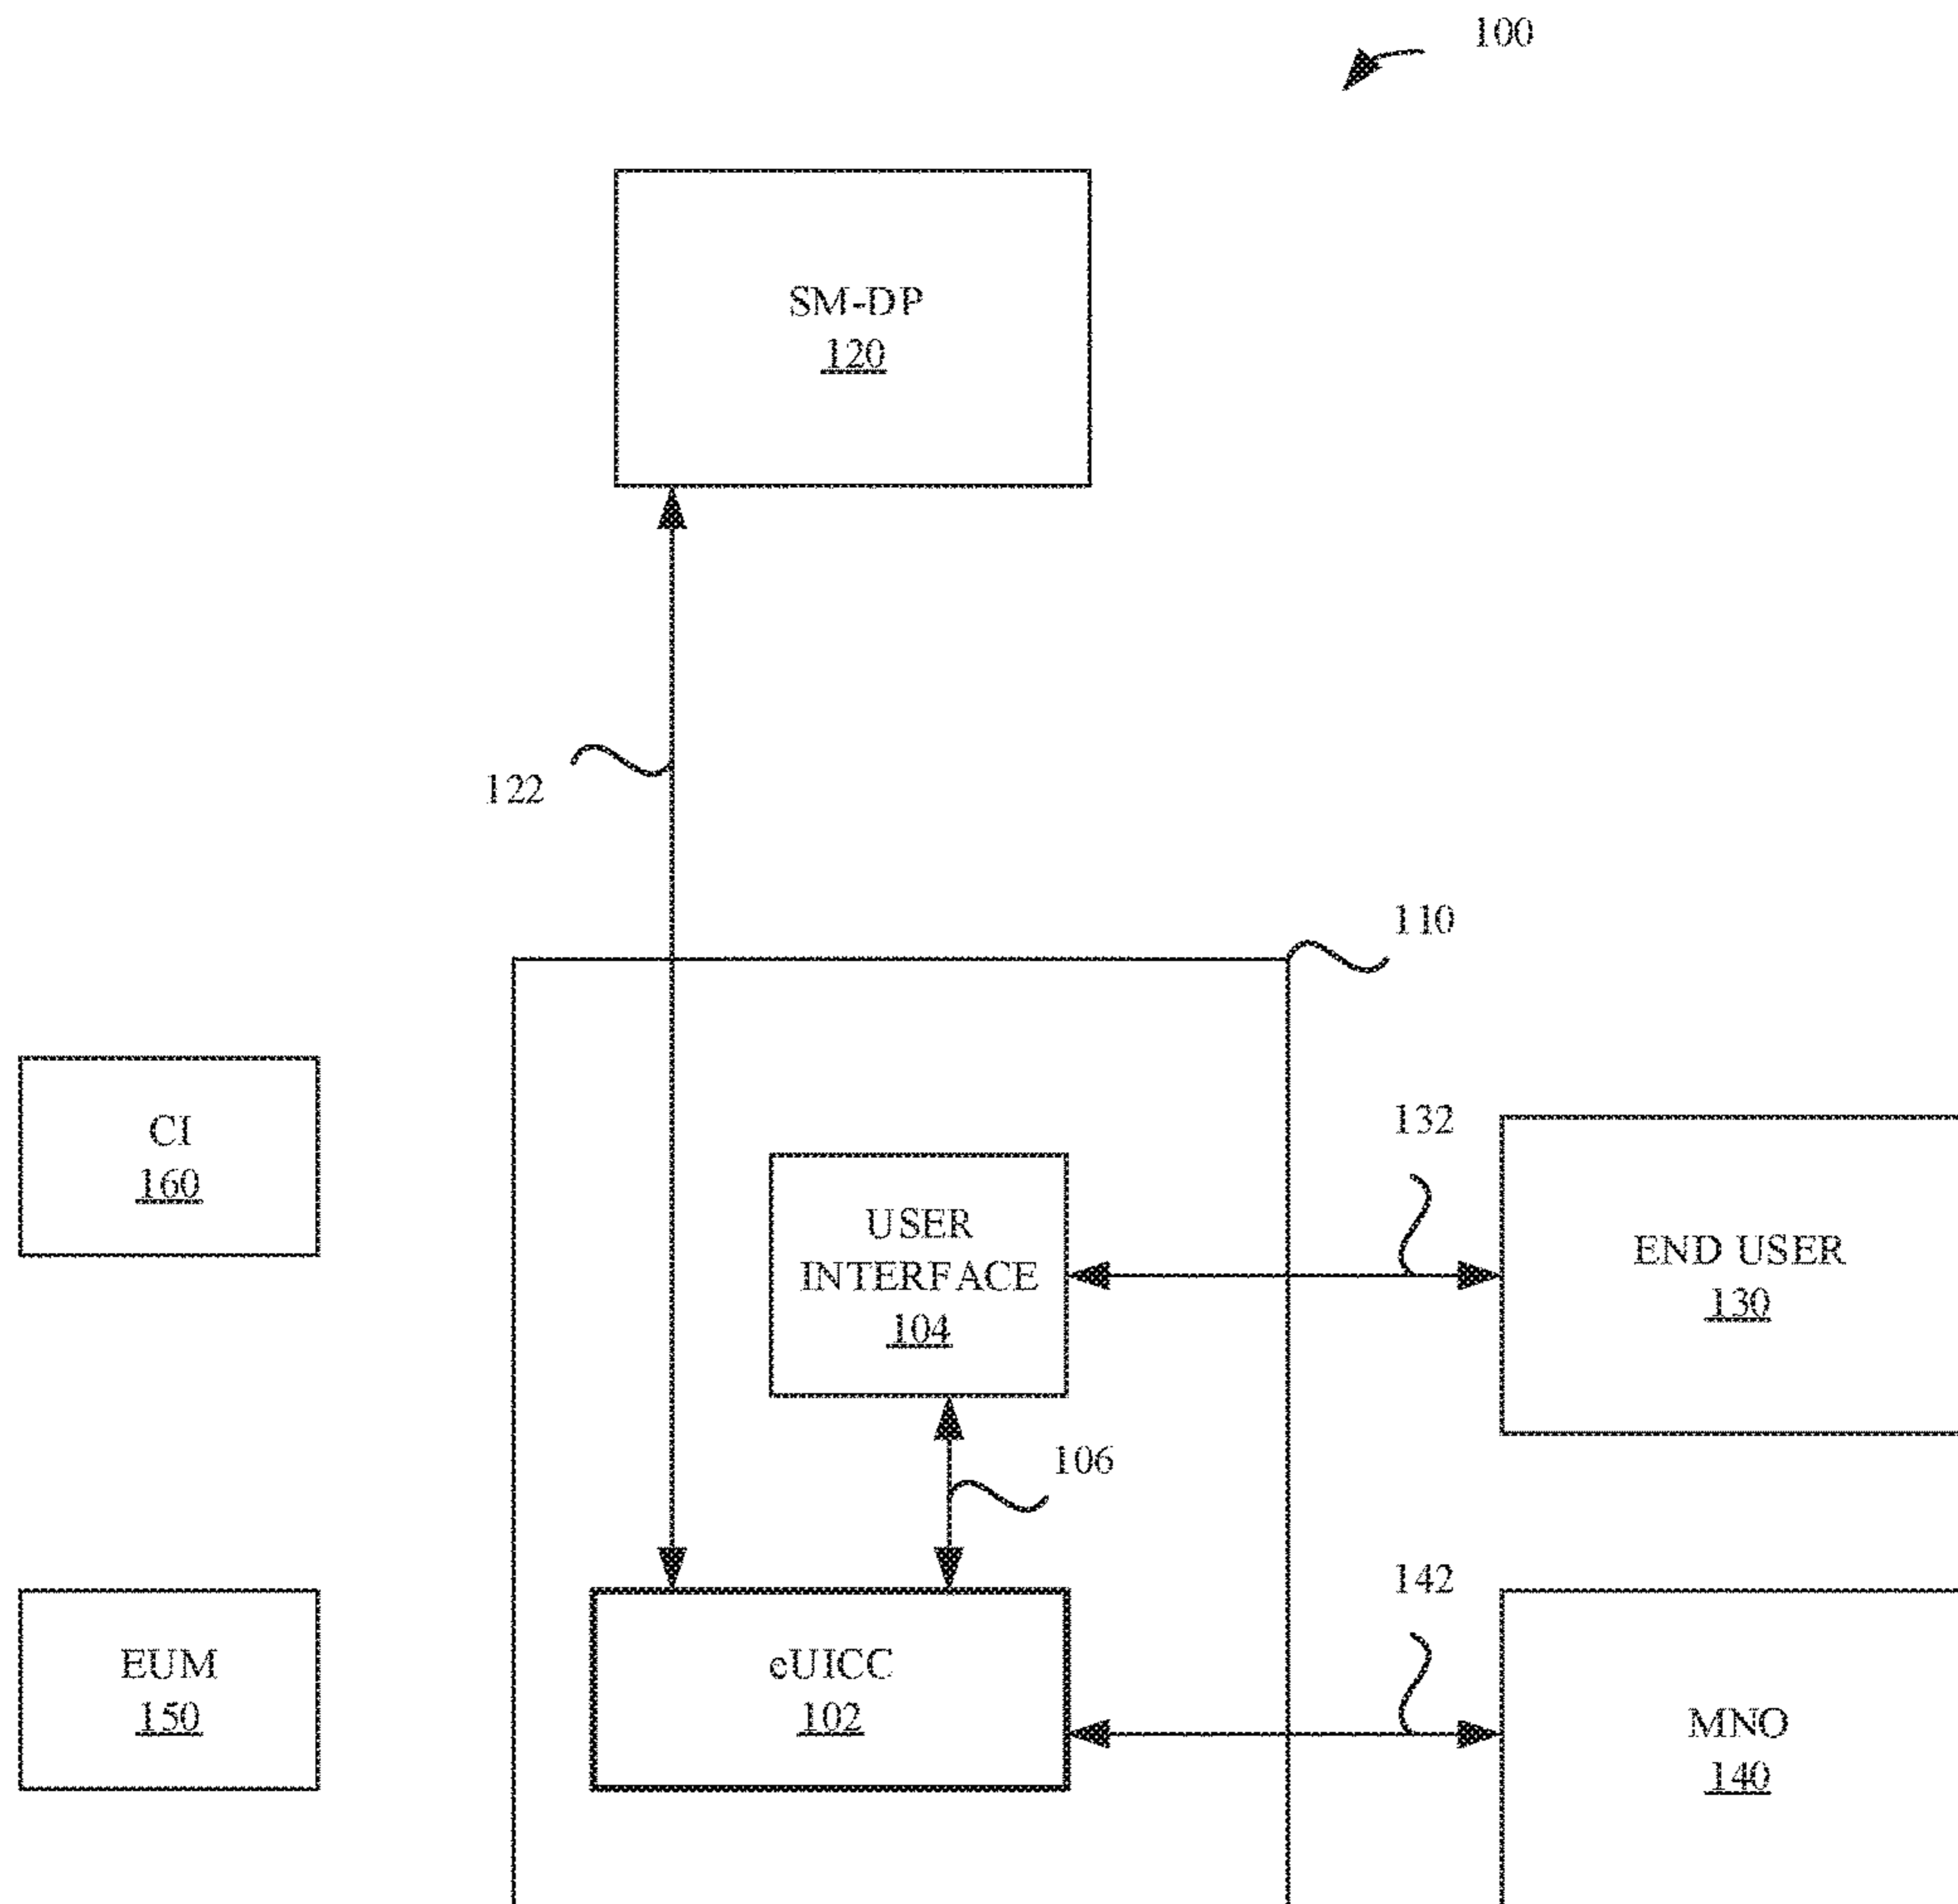 100
SM-DP
120
122
110
CI
160
132
USER
INTERFACE
104
END USER
130
106
142
EUM
150
eUICC
102
MNO
140